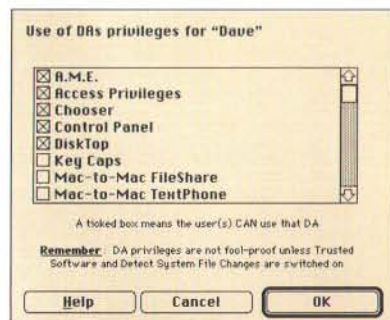 Use of DAs privileges for “Dave”
A.M.E.
Access Privileges
Chooser
Control Panel
DiskTop
Key Caps
Mac-to-Mac FileShare
Mac-to-Mac TextPhone
A ticked box means the user(s) CAN use that DA
Remember: DA privileges are not fool-proof unless Trusted
Software and Detect System File Changes are switched on
Help
Cancel
OK